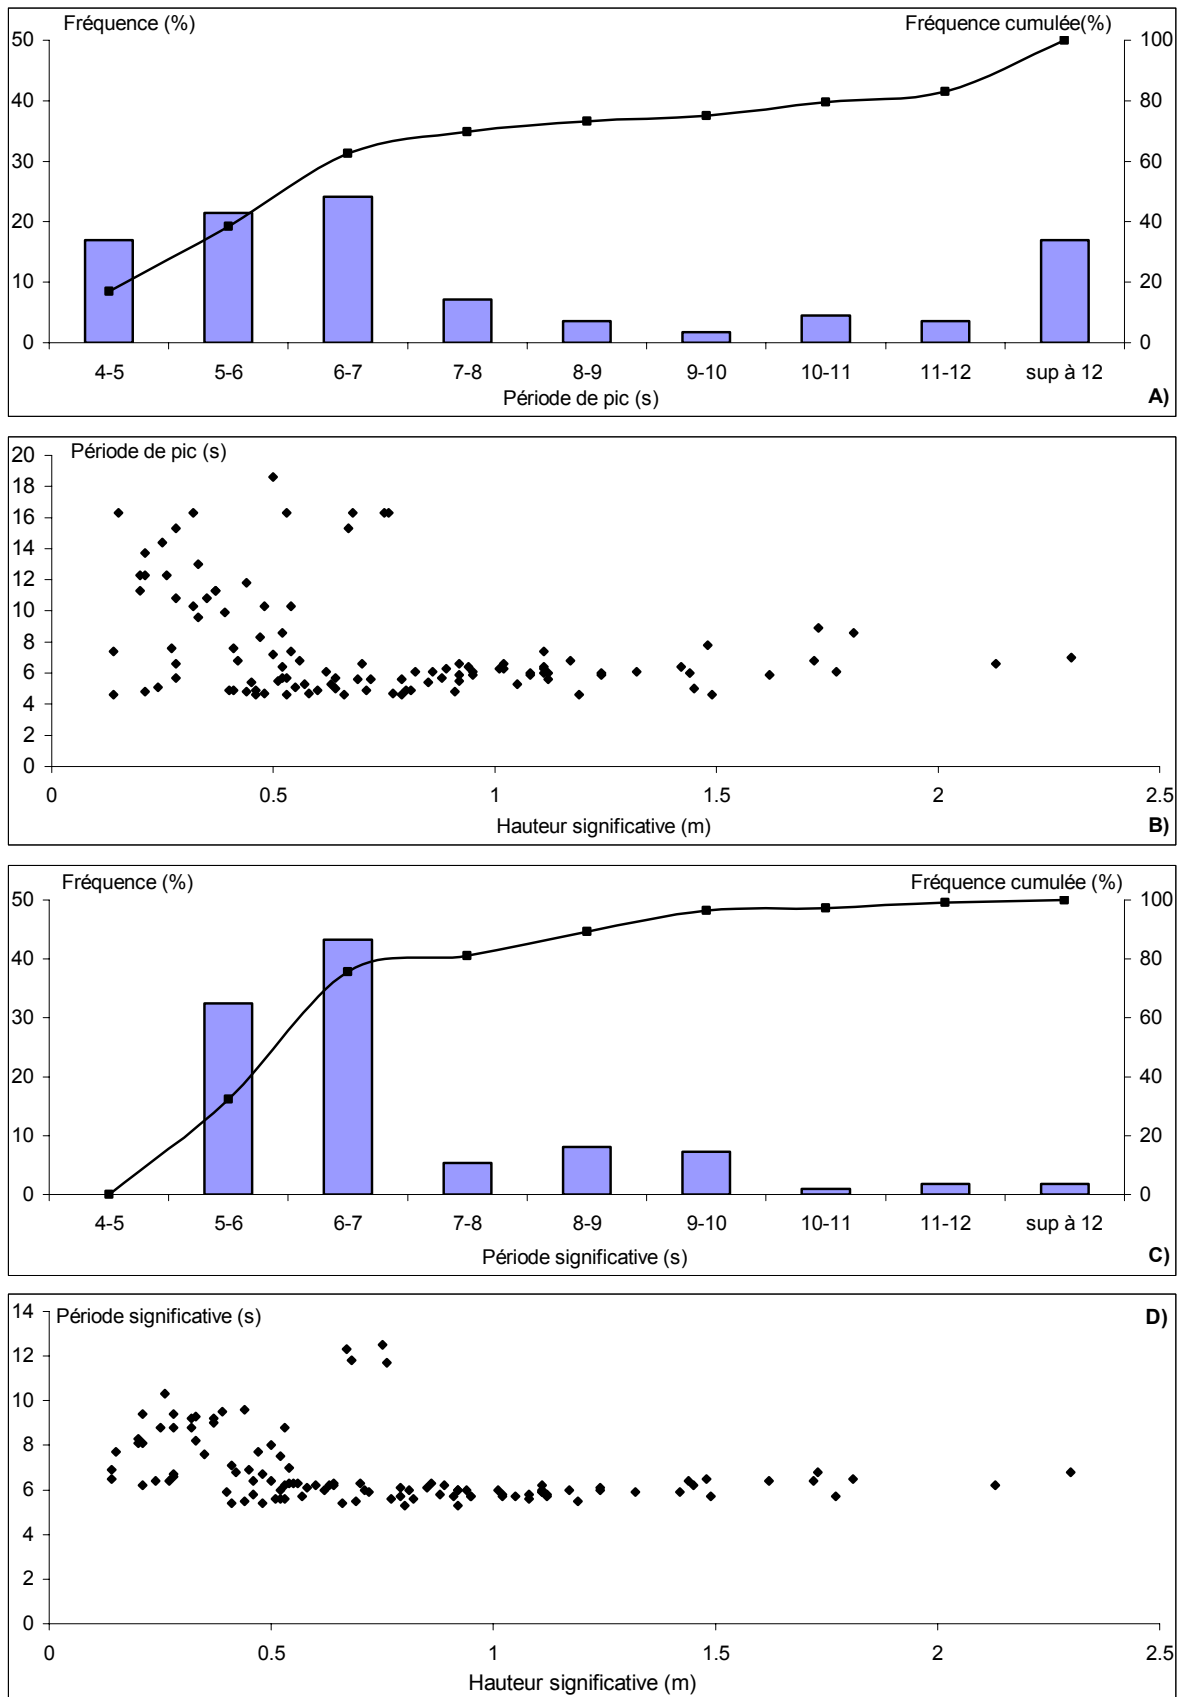 Fréquence (%) Fréquence cumulée(%)
50 100
40 80
30 60
20 40
10 20
0 0
4-5 5-6 6-7 7-8 8-9 9-10 10-11 11-12 sup à 12
Période de pic (s) A)
Période de pic (s)
20
18
16
14
12
10
8
6
4
2
0
0 0.5 1 1.5 2 2.5
Hauteur significative (m) B)
Fréquence (%) Fréquence cumulée (%)
50 100
40 80
30 60
20 40
10 20
0 0
4-5 5-6 6-7 7-8 8-9 9-10 10-11 11-12 sup à 12
Période significative (s) C)
Période significative (s) D)
14
12
10
8
6
4
2
0
0 0.5 1 1.5 2 2.5
Hauteur significative (m)